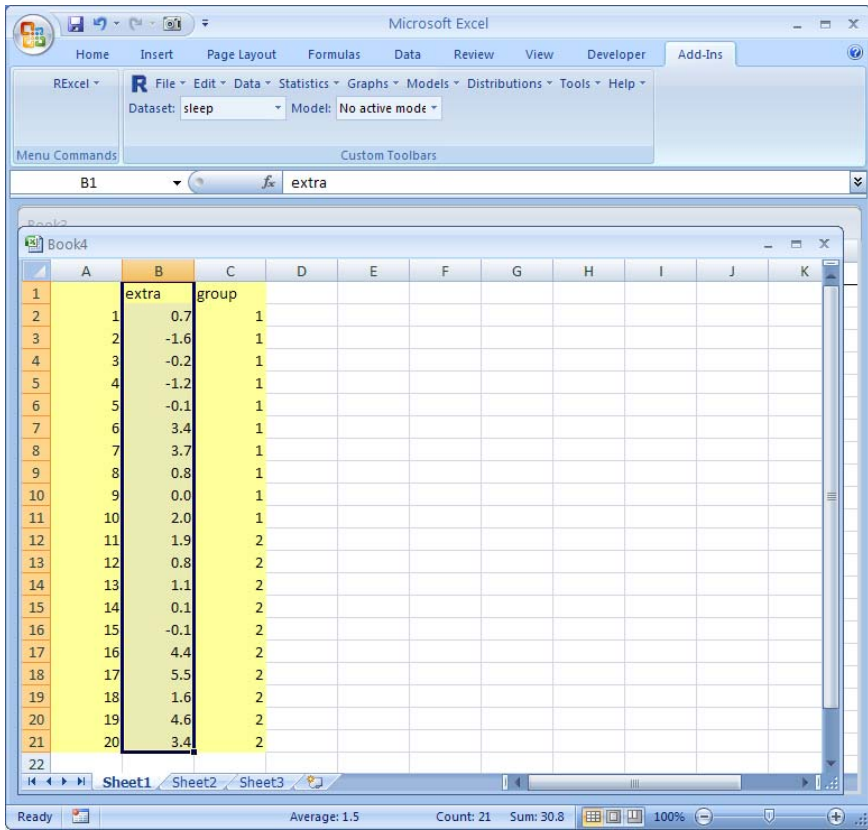 Microsoft Excel
Home Insert Page Layout Formulas Data Review View Developer Add-Ins
RExcel R File Edit Data Statistics Graphs Models Distributions Tools Help
Dataset: sleep Model: No active mode
Menu Commands Custom Toolbars
B1 fx extra
Book3
Book4
A B C D E F G H I J K
1 extra group
2 1 0.7 1
3 2 -1.6 1
4 3 -0.2 1
5 4 -1.2 1
6 5 -0.1 1
7 6 3.4 1
8 7 3.7 1
9 8 0.8 1
10 9 0.0 1
11 10 2.0 1
12 11 1.9 2
13 12 0.8 2
14 13 1.1 2
15 14 0.1 2
16 15 -0.1 2
17 16 4.4 2
18 17 5.5 2
19 18 1.6 2
20 19 4.6 2
21 20 3.4 2
22
Sheet1 Sheet2 Sheet3
Ready Average: 1.5 Count: 21 Sum: 30.8 100%